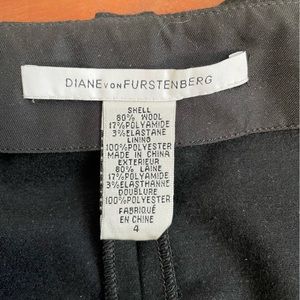 DIANE VON FURSTENBERG
SHELL
80% WOOL
17%POLYAMIDE
3%ELASTANE
LINING
100%POLYESTER
MADE IN CHINA
EXTERIEUR
80% LAINE
17%POLYAMIDE
3%ELASTHANNE
DOUBLURE
100%POLYESTER
FABRIQUÉ
EN CHINE
4